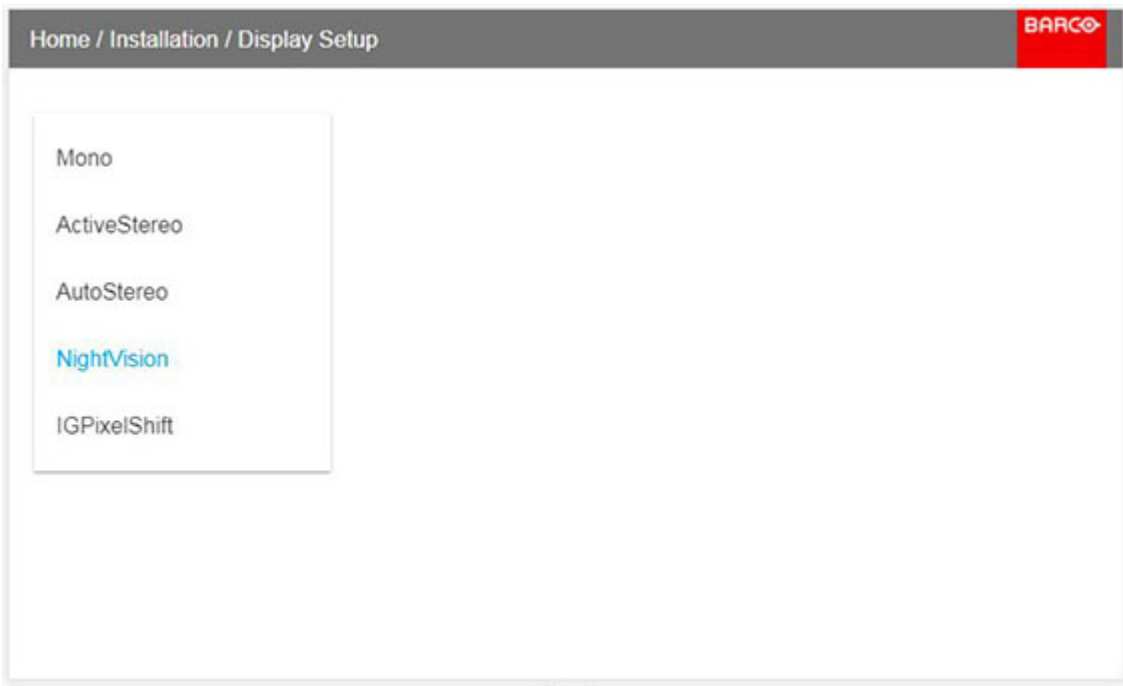 Home / Installation / Display Setup
BARCO
Mono
ActiveStereo
AutoStereo
NightVision
IGPixelShift